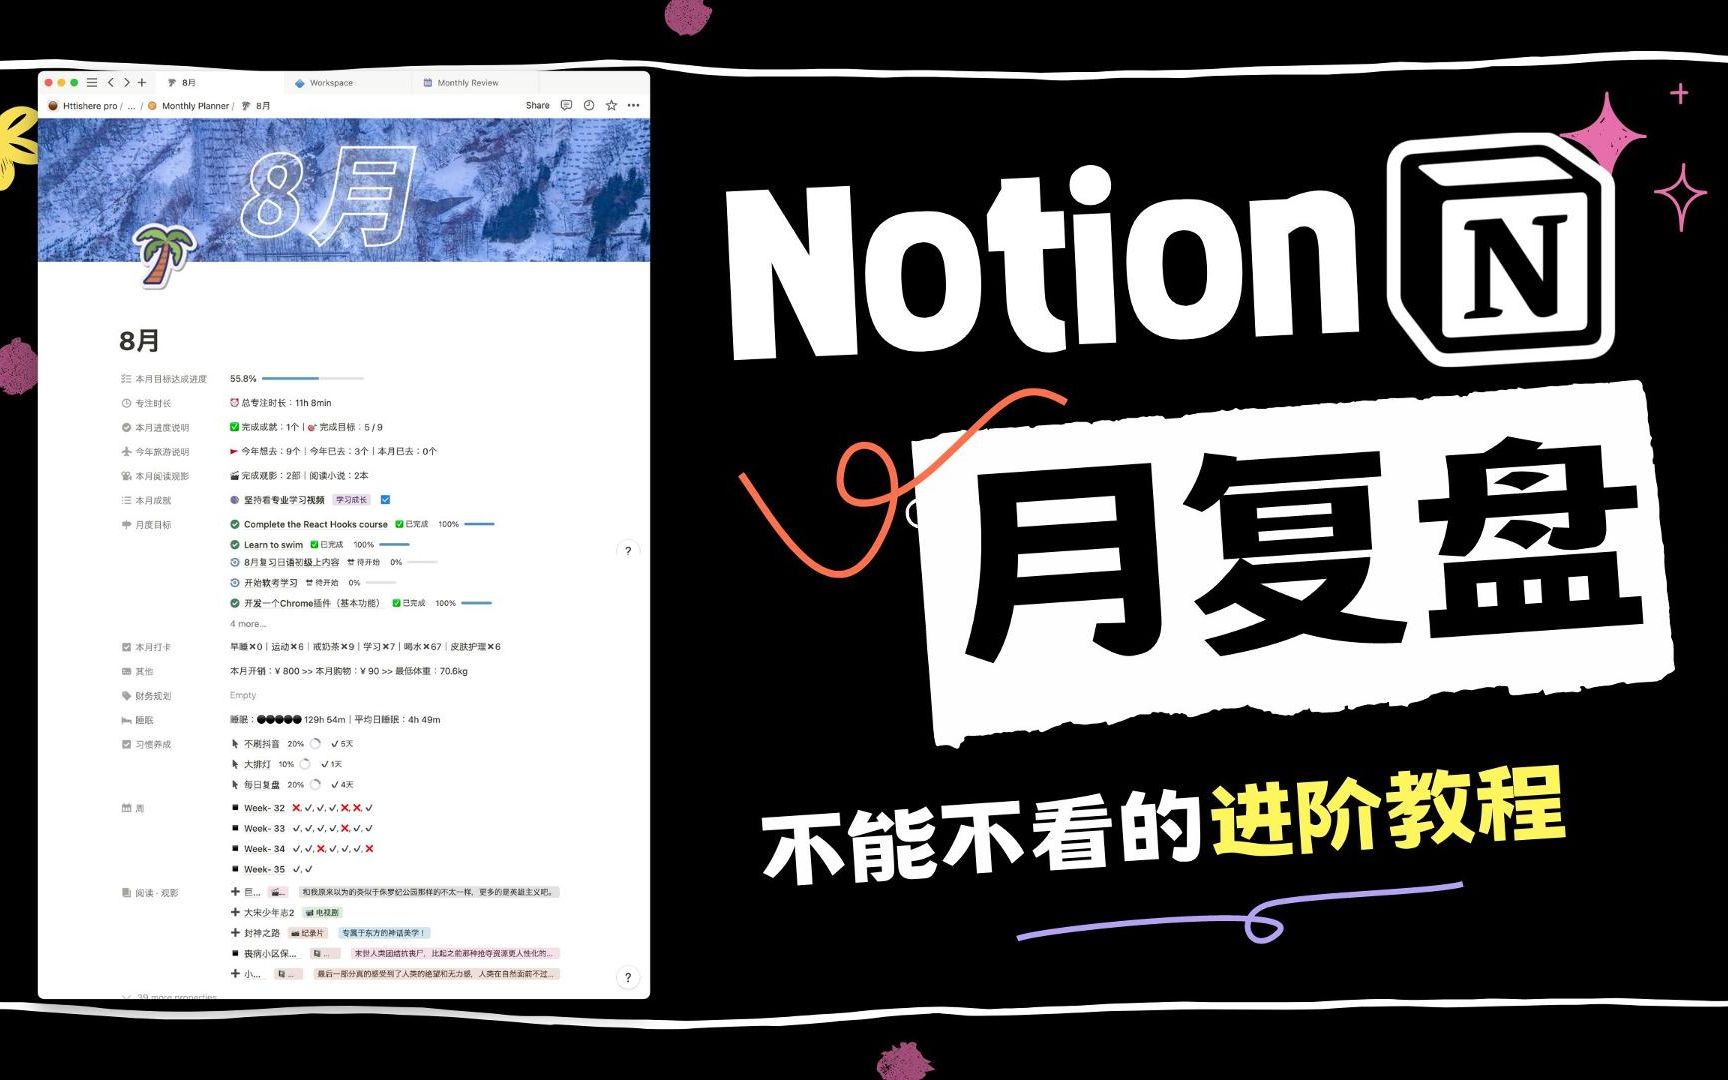 8月
Workspace
Monthly Review
Httishere pro / ... / Monthly Planner / 8月
Share
8月
8月
本月目标达成进度 55.8%
专注时长 ⏰ 总专注时长：11h 8min
本月进度说明 ✅ 完成成就：1个 | 🎯 完成目标：5 / 9
今年旅游说明 🚩 今年想去：9个 | 今年已去：3个 | 本月已去：0个
本月阅读观影 🎬 完成观影：2部 | 阅读小说：2本
本月成就 坚持看专业学习视频 学习成长
月度目标 Complete the React Hooks course ✅ 已完成 100%
Learn to swim ✅ 已完成 100%
8月复习日语初级上内容 待开始 0%
开始软考学习 待开始 0%
开发一个Chrome插件（基本功能） ✅ 已完成 100%
4 more...
?
本月打卡 早睡✖0 | 运动✖6 | 戒奶茶✖9 | 学习✖7 | 喝水✖67 | 皮肤护理✖6
其他 本月开销：¥ 800 >> 本月购物：¥ 90 >> 最低体重：70.6kg
财务规划 Empty
睡眠 睡眠：🌑🌑🌑🌑🌑 129h 54m | 平均日睡眠：4h 49m
习惯养成 不刷抖音 20% ✓ 5天
大排灯 10% ✓ 1天
每日复盘 20% ✓ 4天
周 Week- 32 ❌,✓,✓,✓,❌,❌,✓
Week- 33 ✓,✓,✓,✓,❌,✓,✓
Week- 34 ✓,✓,❌,✓,✓,✓,❌
Week- 35 ✓,✓
阅读 · 观影 巨... 和我原来以为的类似于侏罗纪公园那样的不太一样，更多的是英雄主义吧。
大宋少年志2 电视剧
封神之路 纪录片 专属于东方的神话美学！
丧病小区保... 末世人类团结抗丧尸，比起之前那种抢夺资源更人性化的...
小... 最后一部分真的感受到了人类的绝望和无力感，人类在自然面前不过...
?
39 more properties
Notion
N
月复盘
不能不看的进阶教程